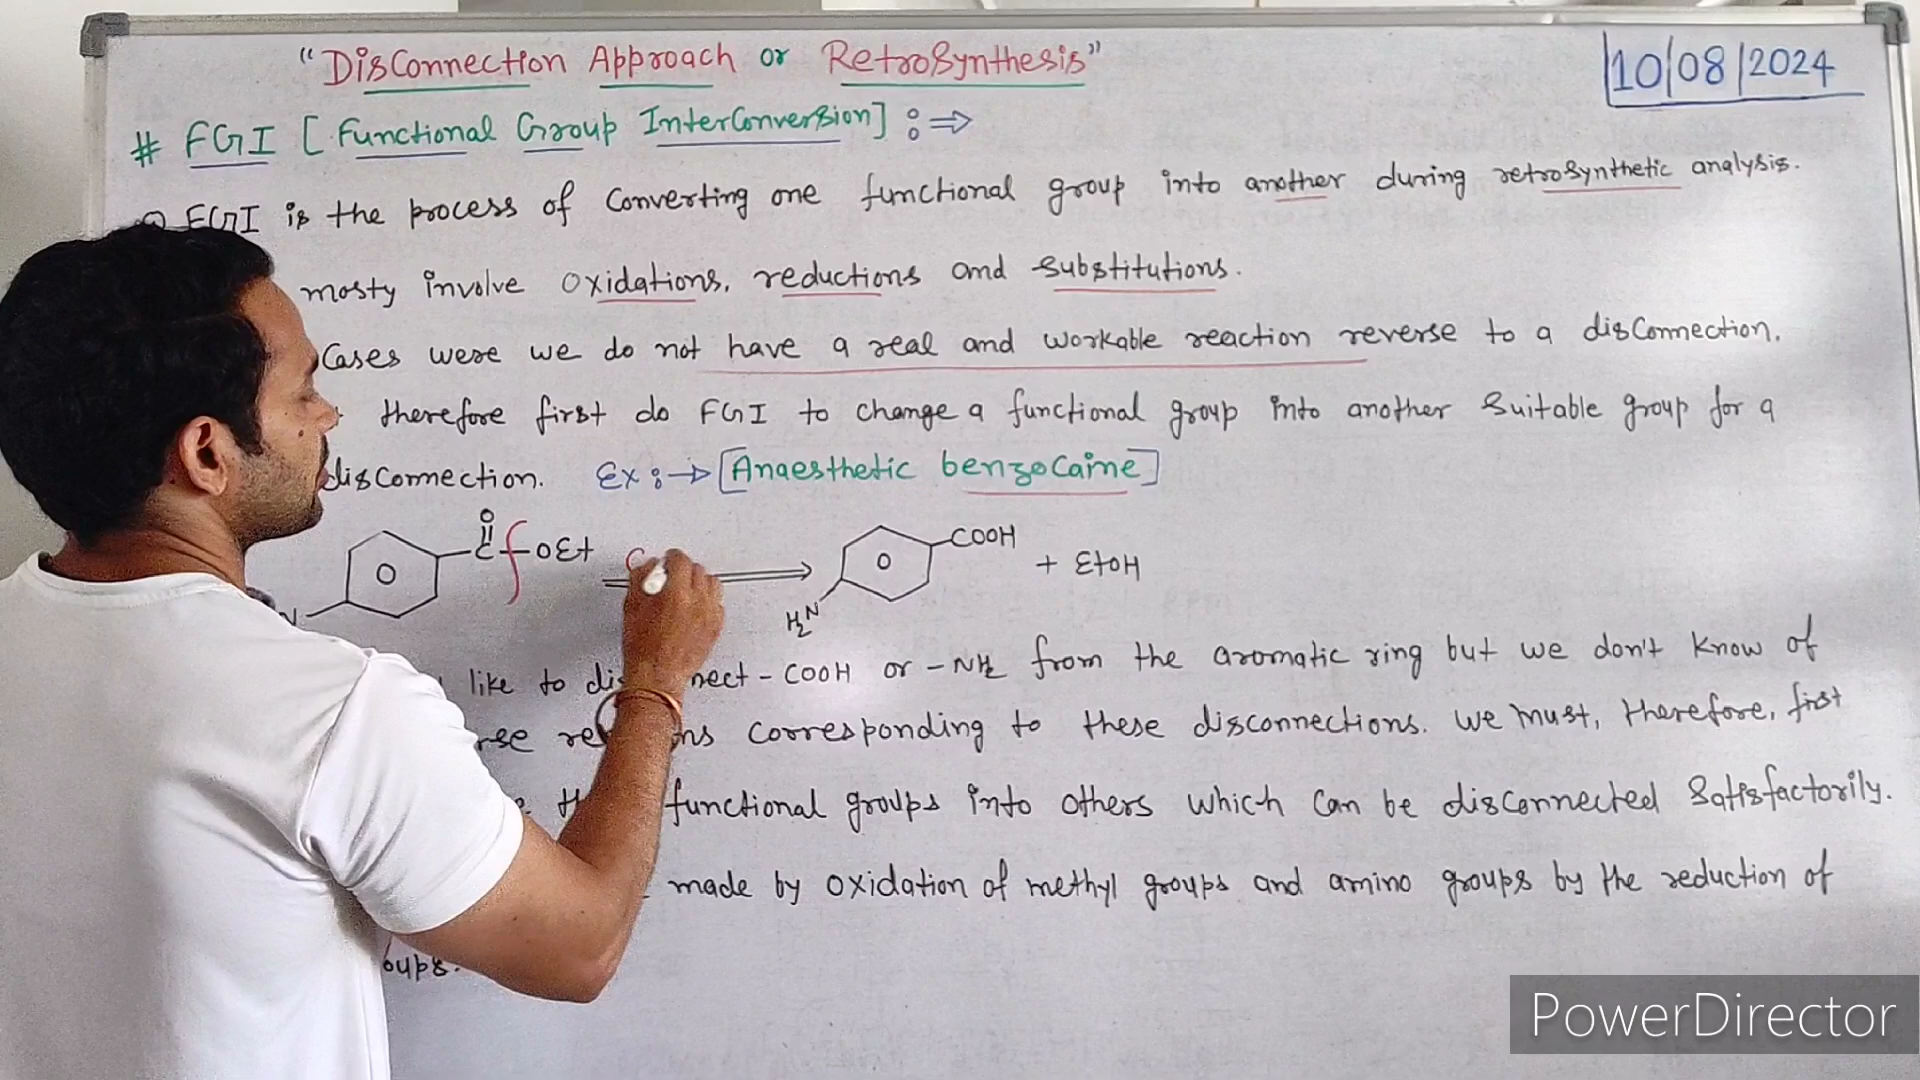 "DisConnection Approach or RetroSynthesis"
10/08/2024
# FGI [Functional Group InterConversion] :⇒
FGI is the process of Converting one functional group into another during retrosynthetic analysis.
mosty involve oxidations, reductions and substitutions.
Cases were we do not have a real and workable reaction reverse to a disConnection.
therefore first do FGI to change a functional group into another Suitable group for a
disConnection. Ex:→ [Anaesthetic benzocaine]
O
C OEt
COOH
+ EtOH
H2N
like to nect - COOH or - NH2 from the aromatic ring but we don't know of
corresponding to these disconnections. We must, therefore, first
functional groups into others which Can be disconnected Satisfactorily.
made by oxidation of methyl groups and amino groups by the reduction of
PowerDirector